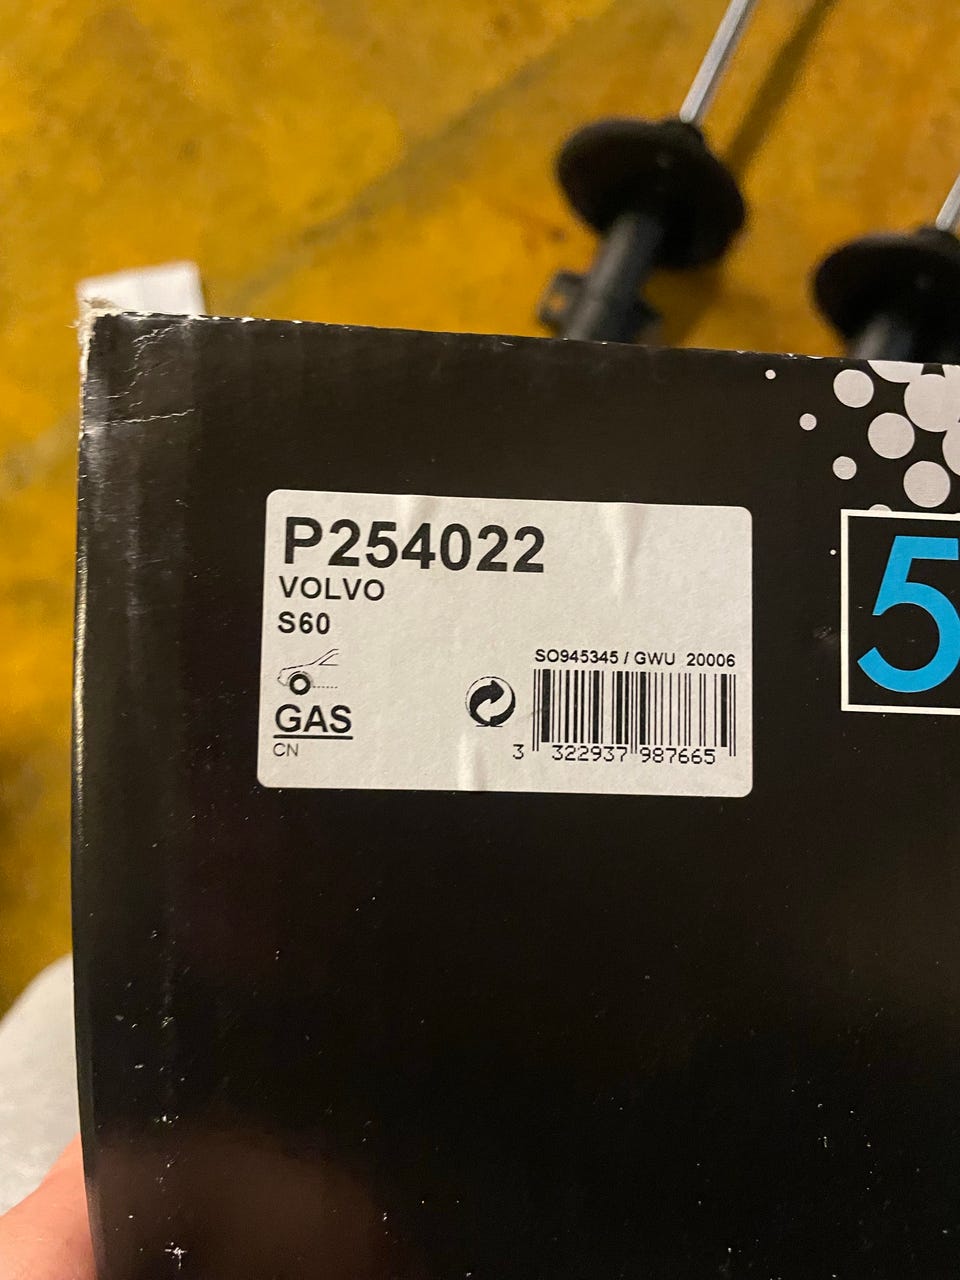 P254022
VOLVO
S60
GAS
CN
SO945345 / GWU 20006
3 322937 987665
5